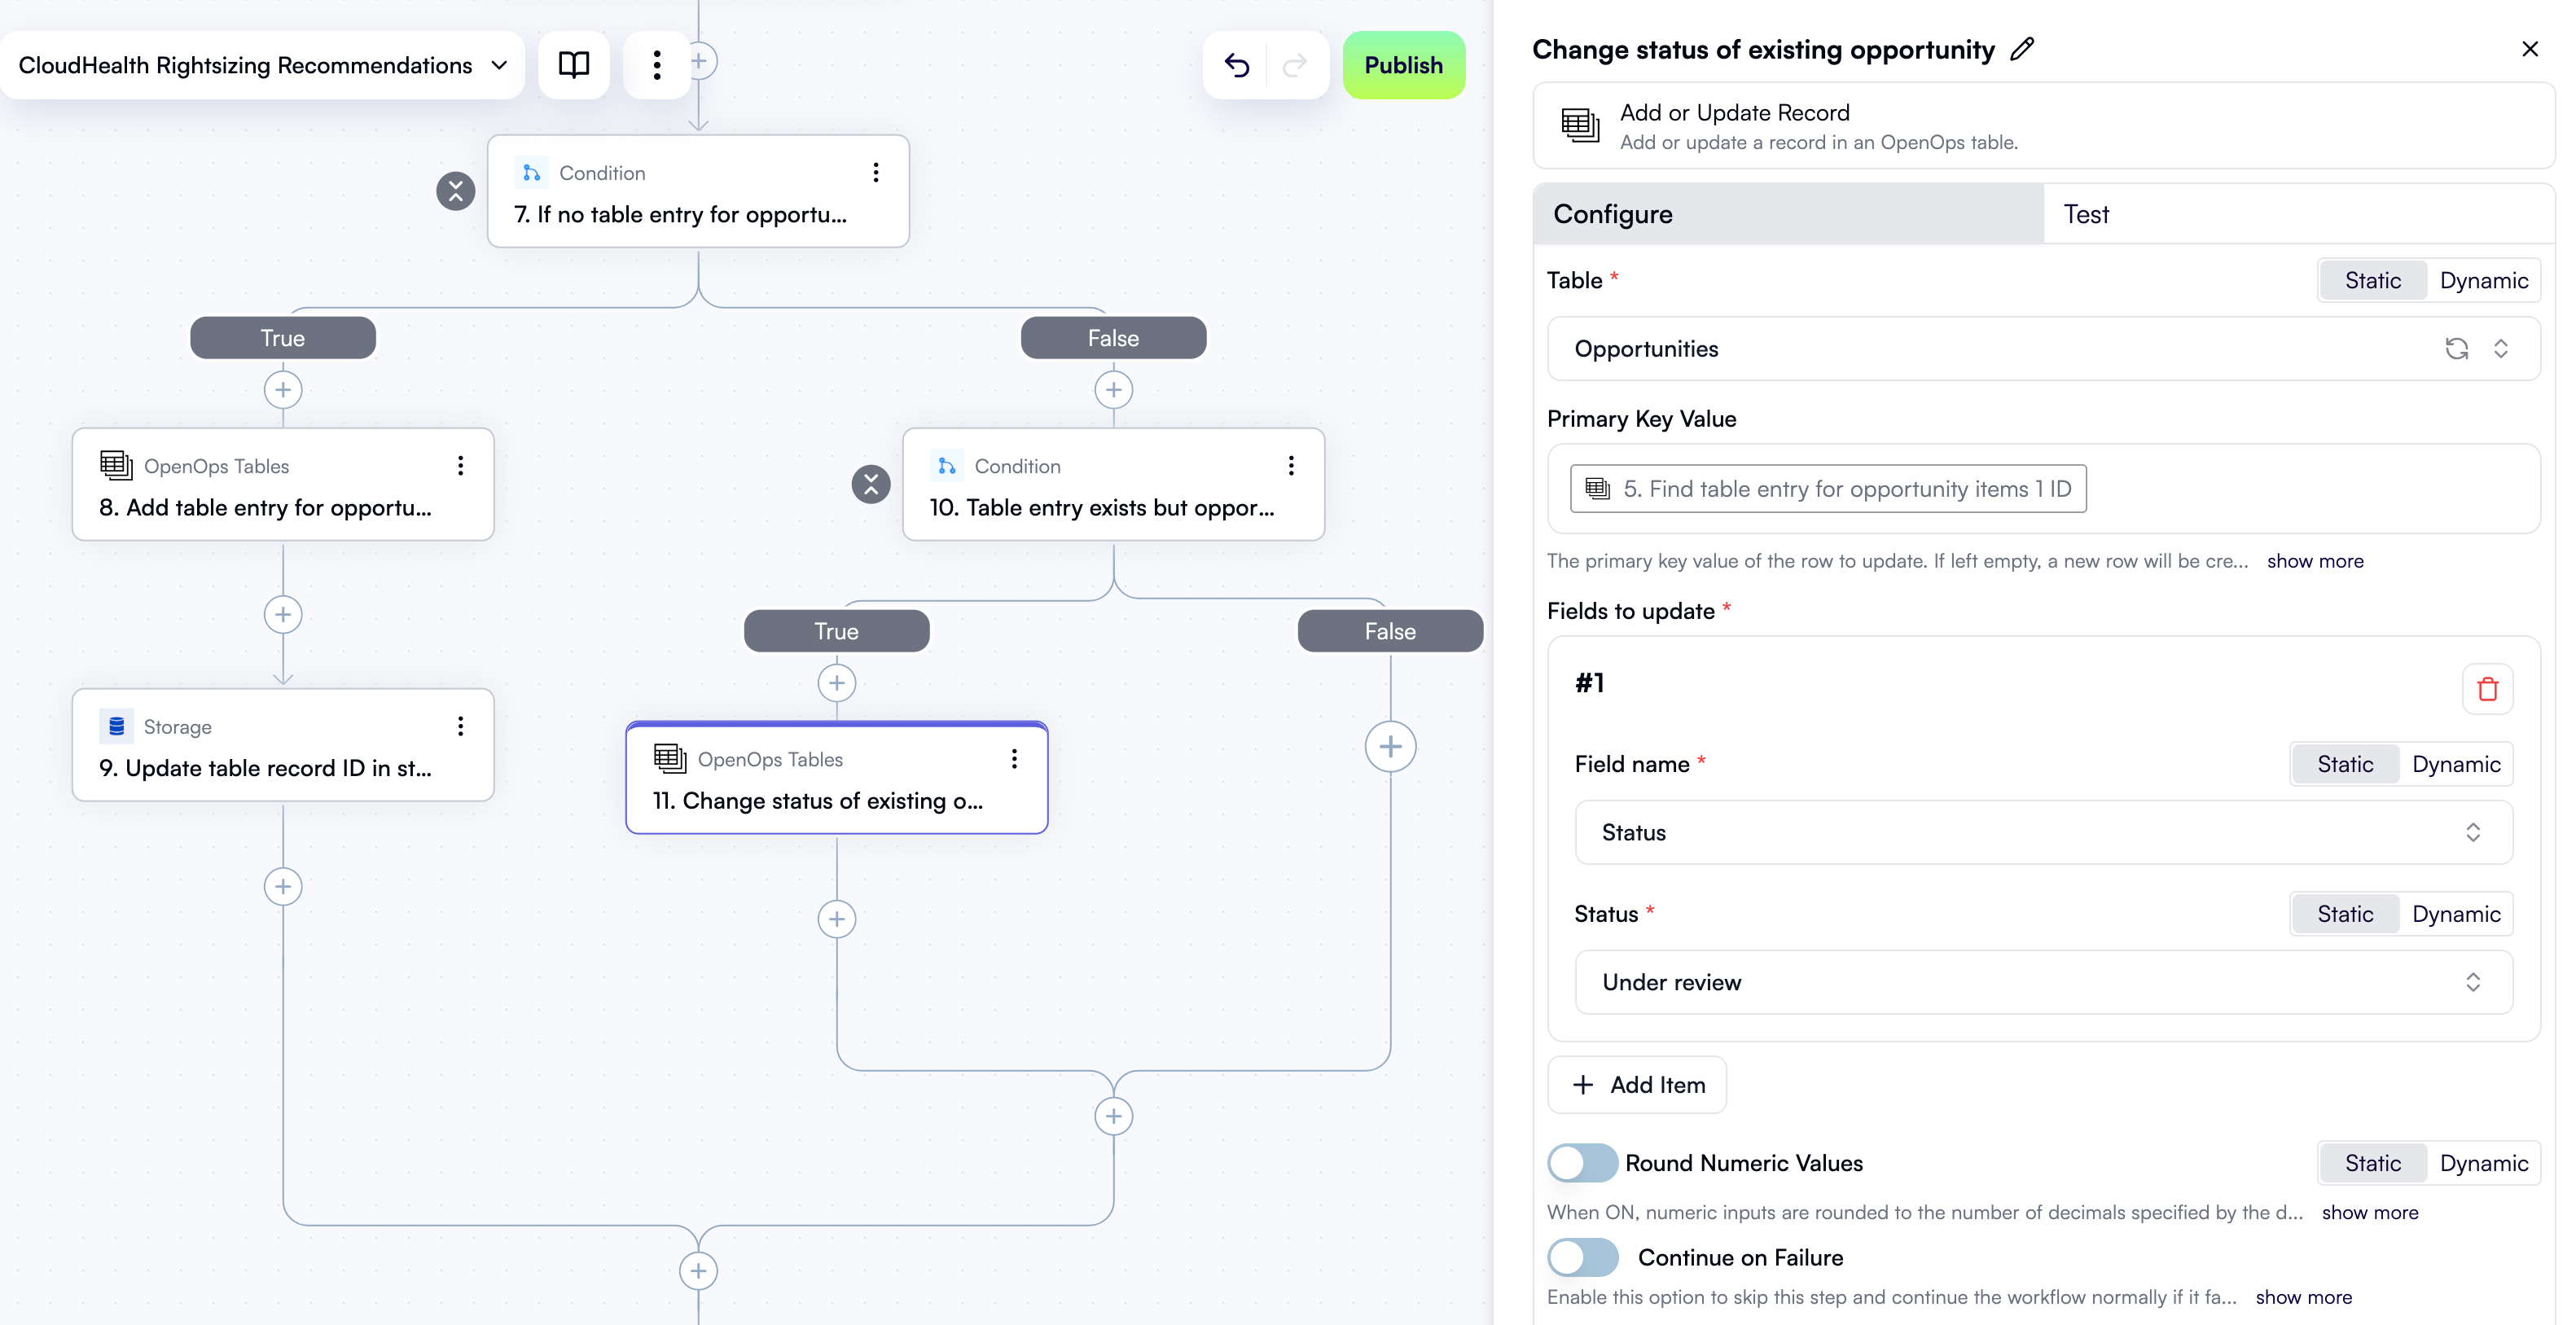 CloudHealth Rightsizing Recommendations
Publish
Condition
7. If no table entry for opportu...
True
False
OpenOps Tables
8. Add table entry for opportu...
Condition
10. Table entry exists but oppor...
True
False
Storage
9. Update table record ID in st...
OpenOps Tables
11. Change status of existing o...
Change status of existing opportunity
Add or Update Record
Add or update a record in an OpenOps table.
Configure
Test
Table *
Static Dynamic
Opportunities
Primary Key Value
5. Find table entry for opportunity items 1 ID
The primary key value of the row to update. If left empty, a new row will be cre... show more
Fields to update *
#1
Field name *
Static Dynamic
Status
Status *
Static Dynamic
Under review
Add Item
Round Numeric Values
Static Dynamic
When ON, numeric inputs are rounded to the number of decimals specified by the d... show more
Continue on Failure
Enable this option to skip this step and continue the workflow normally if it fa... show more